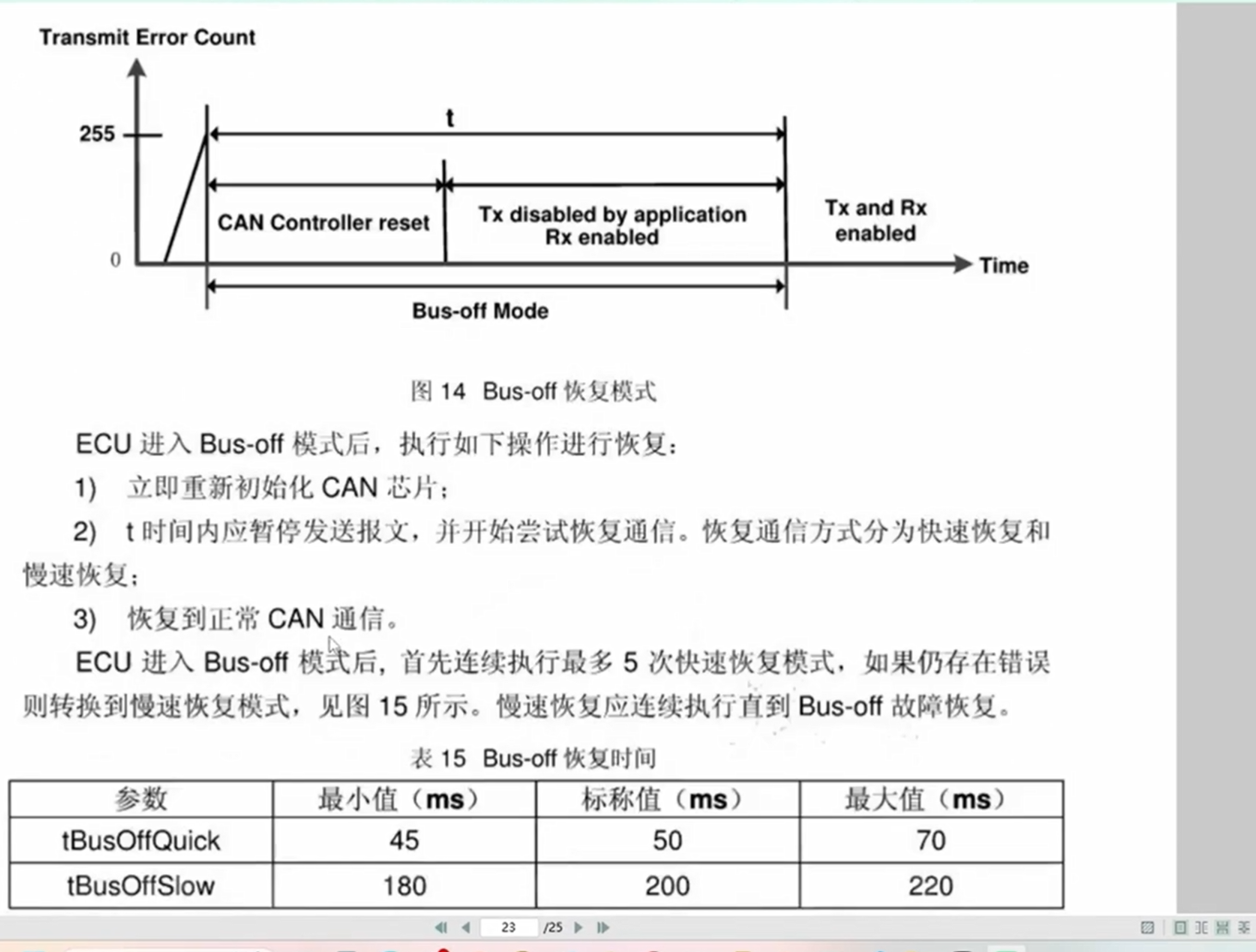 Transmit Error Count
255
t
CAN Controller reset
Tx disabled by application
Rx enabled
Tx and Rx
enabled
0
Time
Bus-off Mode
图 14 Bus-off 恢复模式
ECU 进入 Bus-off 模式后，执行如下操作进行恢复：
1) 立即重新初始化 CAN 芯片；
2) t 时间内应暂停发送报文，并开始尝试恢复通信。恢复通信方式分为快速恢复和
慢速恢复；
3) 恢复到正常 CAN 通信。
ECU 进入 Bus-off 模式后, 首先连续执行最多 5 次快速恢复模式，如果仍存在错误
则转换到慢速恢复模式，见图 15 所示。慢速恢复应连续执行直到 Bus-off 故障恢复。
表 15 Bus-off 恢复时间
参数 最小值（ms） 标称值（ms） 最大值（ms）
tBusOffQuick 45 50 70
tBusOffSlow 180 200 220
23 /25